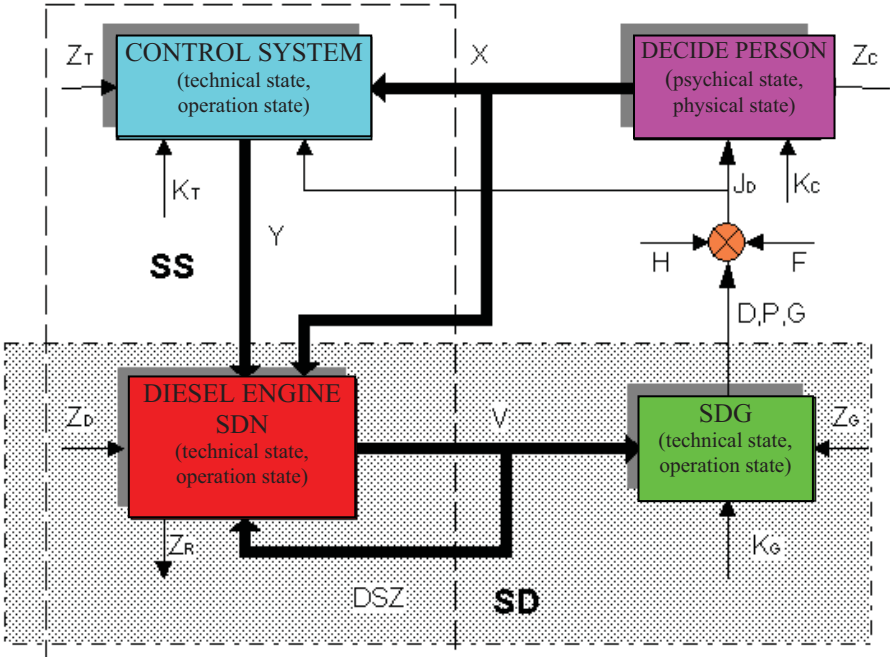 CONTROL SYSTEM
(technical state,
operation state)
DECIDE PERSON
(psychical state,
physical state)
ZT
X
ZC
KT
JD
KC
Y
SS
H
F
D,P,G
DIESEL ENGINE
SDN
(technical state,
operation state)
SDG
(technical state,
operation state)
ZD
V
ZG
ZR
KG
DSZ
SD